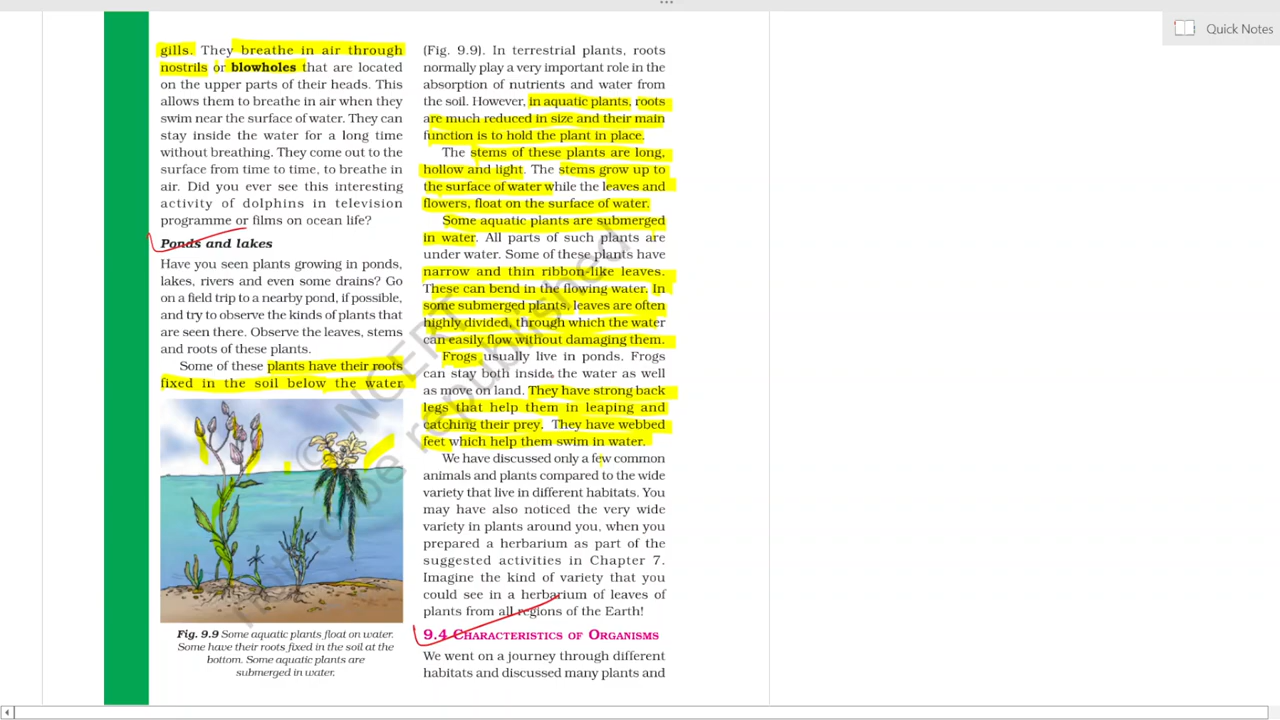 Quick Notes
gills. They breathe in air through
nostrils or blowholes that are located
on the upper parts of their heads. This
allows them to breathe in air when they
swim near the surface of water. They can
stay inside the water for a long time
without breathing. They come out to the
surface from time to time, to breathe in
air. Did you ever see this interesting
activity of dolphins in television
programme or films on ocean life?
Ponds and lakes
Have you seen plants growing in ponds,
lakes, rivers and even some drains? Go
on a field trip to a nearby pond, if possible,
and try to observe the kinds of plants that
are seen there. Observe the leaves, stems
and roots of these plants.
Some of these plants have their roots
fixed in the soil below the water
Fig. 9.9 Some aquatic plants float on water.
Some have their roots fixed in the soil at the
bottom. Some aquatic plants are
submerged in water.
(Fig. 9.9). In terrestrial plants, roots
normally play a very important role in the
absorption of nutrients and water from
the soil. However, in aquatic plants, roots
are much reduced in size and their main
function is to hold the plant in place.
The stems of these plants are long,
hollow and light. The stems grow up to
the surface of water while the leaves and
flowers, float on the surface of water.
Some aquatic plants are submerged
in water. All parts of such plants are
under water. Some of these plants have
narrow and thin ribbon-like leaves.
These can bend in the flowing water. In
some submerged plants, leaves are often
highly divided, through which the water
can easily flow without damaging them.
Frogs usually live in ponds. Frogs
can stay both inside the water as well
as move on land. They have strong back
legs that help them in leaping and
catching their prey. They have webbed
feet which help them swim in water.
We have discussed only a few common
animals and plants compared to the wide
variety that live in different habitats. You
may have also noticed the very wide
variety in plants around you, when you
prepared a herbarium as part of the
suggested activities in Chapter 7.
Imagine the kind of variety that you
could see in a herbarium of leaves of
plants from all regions of the Earth!
9.4 Characteristics of Organisms
We went on a journey through different
habitats and discussed many plants and
© NCERT
not to be republished